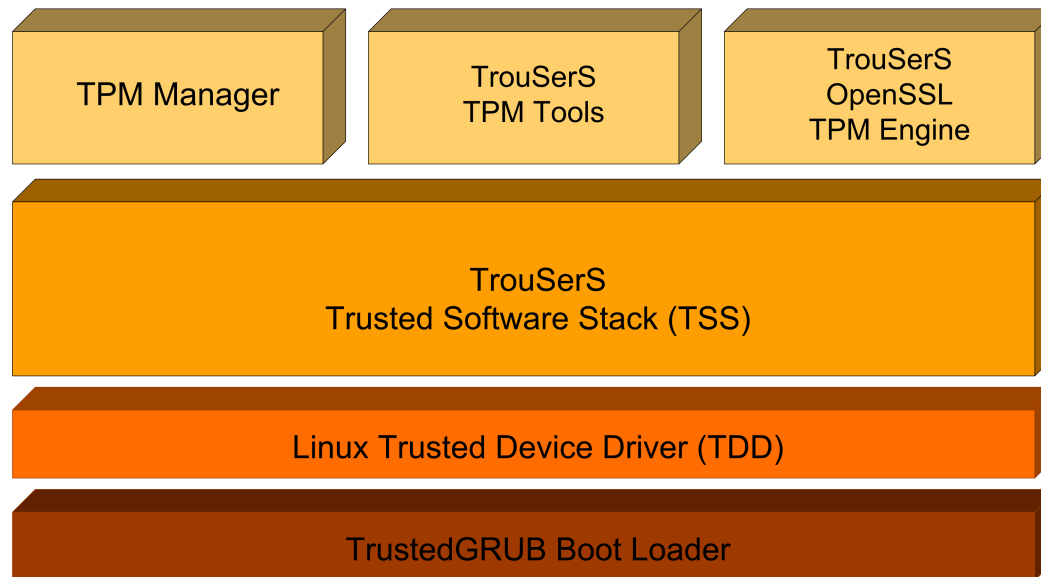 TPM Manager
TrouSerS
TPM Tools
TrouSerS
OpenSSL
TPM Engine
TrouSerS
Trusted Software Stack (TSS)
Linux Trusted Device Driver (TDD)
TrustedGRUB Boot Loader